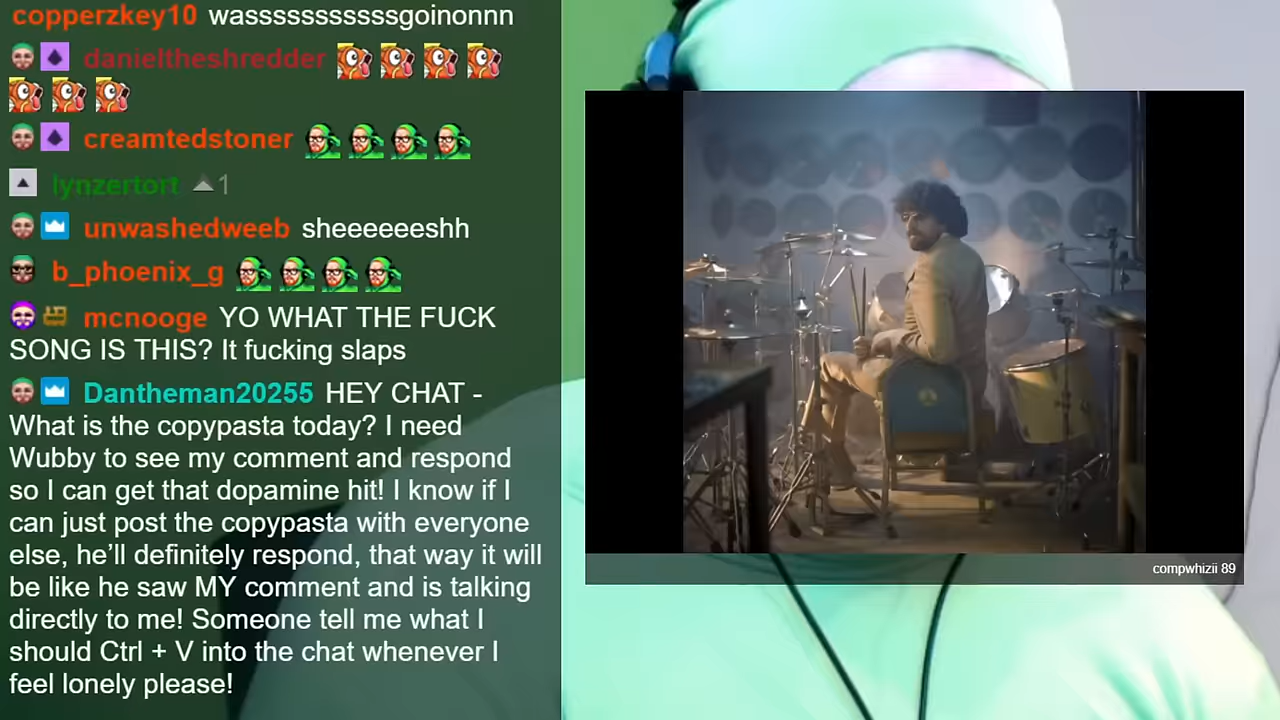 copperzkey10 wassssssssssgoinonnn
danieltheshredder
creamtedstoner
lynzertort 1
unwashedweeb sheeeeeeshh
b_phoenix_g
mcnooge YO WHAT THE FUCK
SONG IS THIS? It fucking slaps
Dantheman20255 HEY CHAT -
What is the copypasta today? I need
Wubby to see my comment and respond
so I can get that dopamine hit! I know if I
can just post the copypasta with everyone
else, he’ll definitely respond, that way it will
be like he saw MY comment and is talking
directly to me! Someone tell me what I
should Ctrl + V into the chat whenever I
feel lonely please!
compwhizii 89